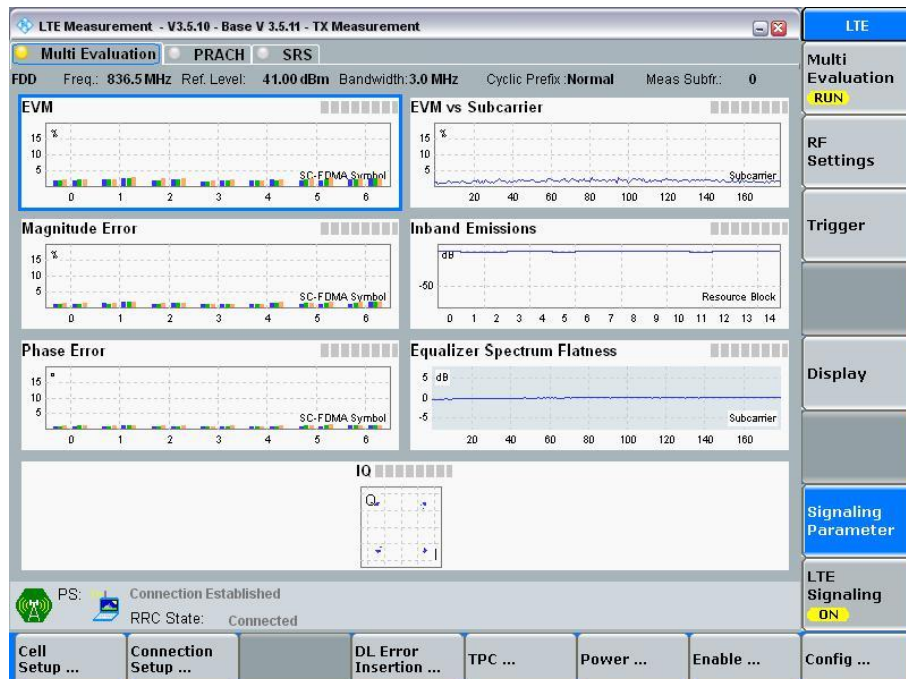 LTE Measurement - V3.5.10 - Base V 3.5.11 - TX Measurement
LTE
Multi Evaluation PRACH SRS
FDD Freq.: 836.5 MHz Ref. Level: 41.00 dBm Bandwidth: 3.0 MHz Cyclic Prefix : Normal Meas Subfr.: 0
Multi
Evaluation
RUN
EVM
%
15
10
5
SC-FDMA Symbol
0 1 2 3 4 5 6
EVM vs Subcarrier
%
15
10
5
Subcarrier
20 40 60 80 100 120 140 160
RF
Settings
Magnitude Error
%
15
10
5
SC-FDMA Symbol
0 1 2 3 4 5 6
Inband Emissions
dB
-50
Resource Block
0 1 2 3 4 5 6 7 8 9 10 11 12 13 14
Trigger
Phase Error
°
15
10
5
SC-FDMA Symbol
0 1 2 3 4 5 6
Equalizer Spectrum Flatness
5 dB
0
-5
Subcarrier
20 40 60 80 100 120 140 160
Display
IQ
Q
I
Signaling
Parameter
PS: Connection Established
RRC State: Connected
LTE
Signaling
ON
Cell
Setup ...
Connection
Setup ...
DL Error
Insertion ...
TPC ...
Power ...
Enable ...
Config ...